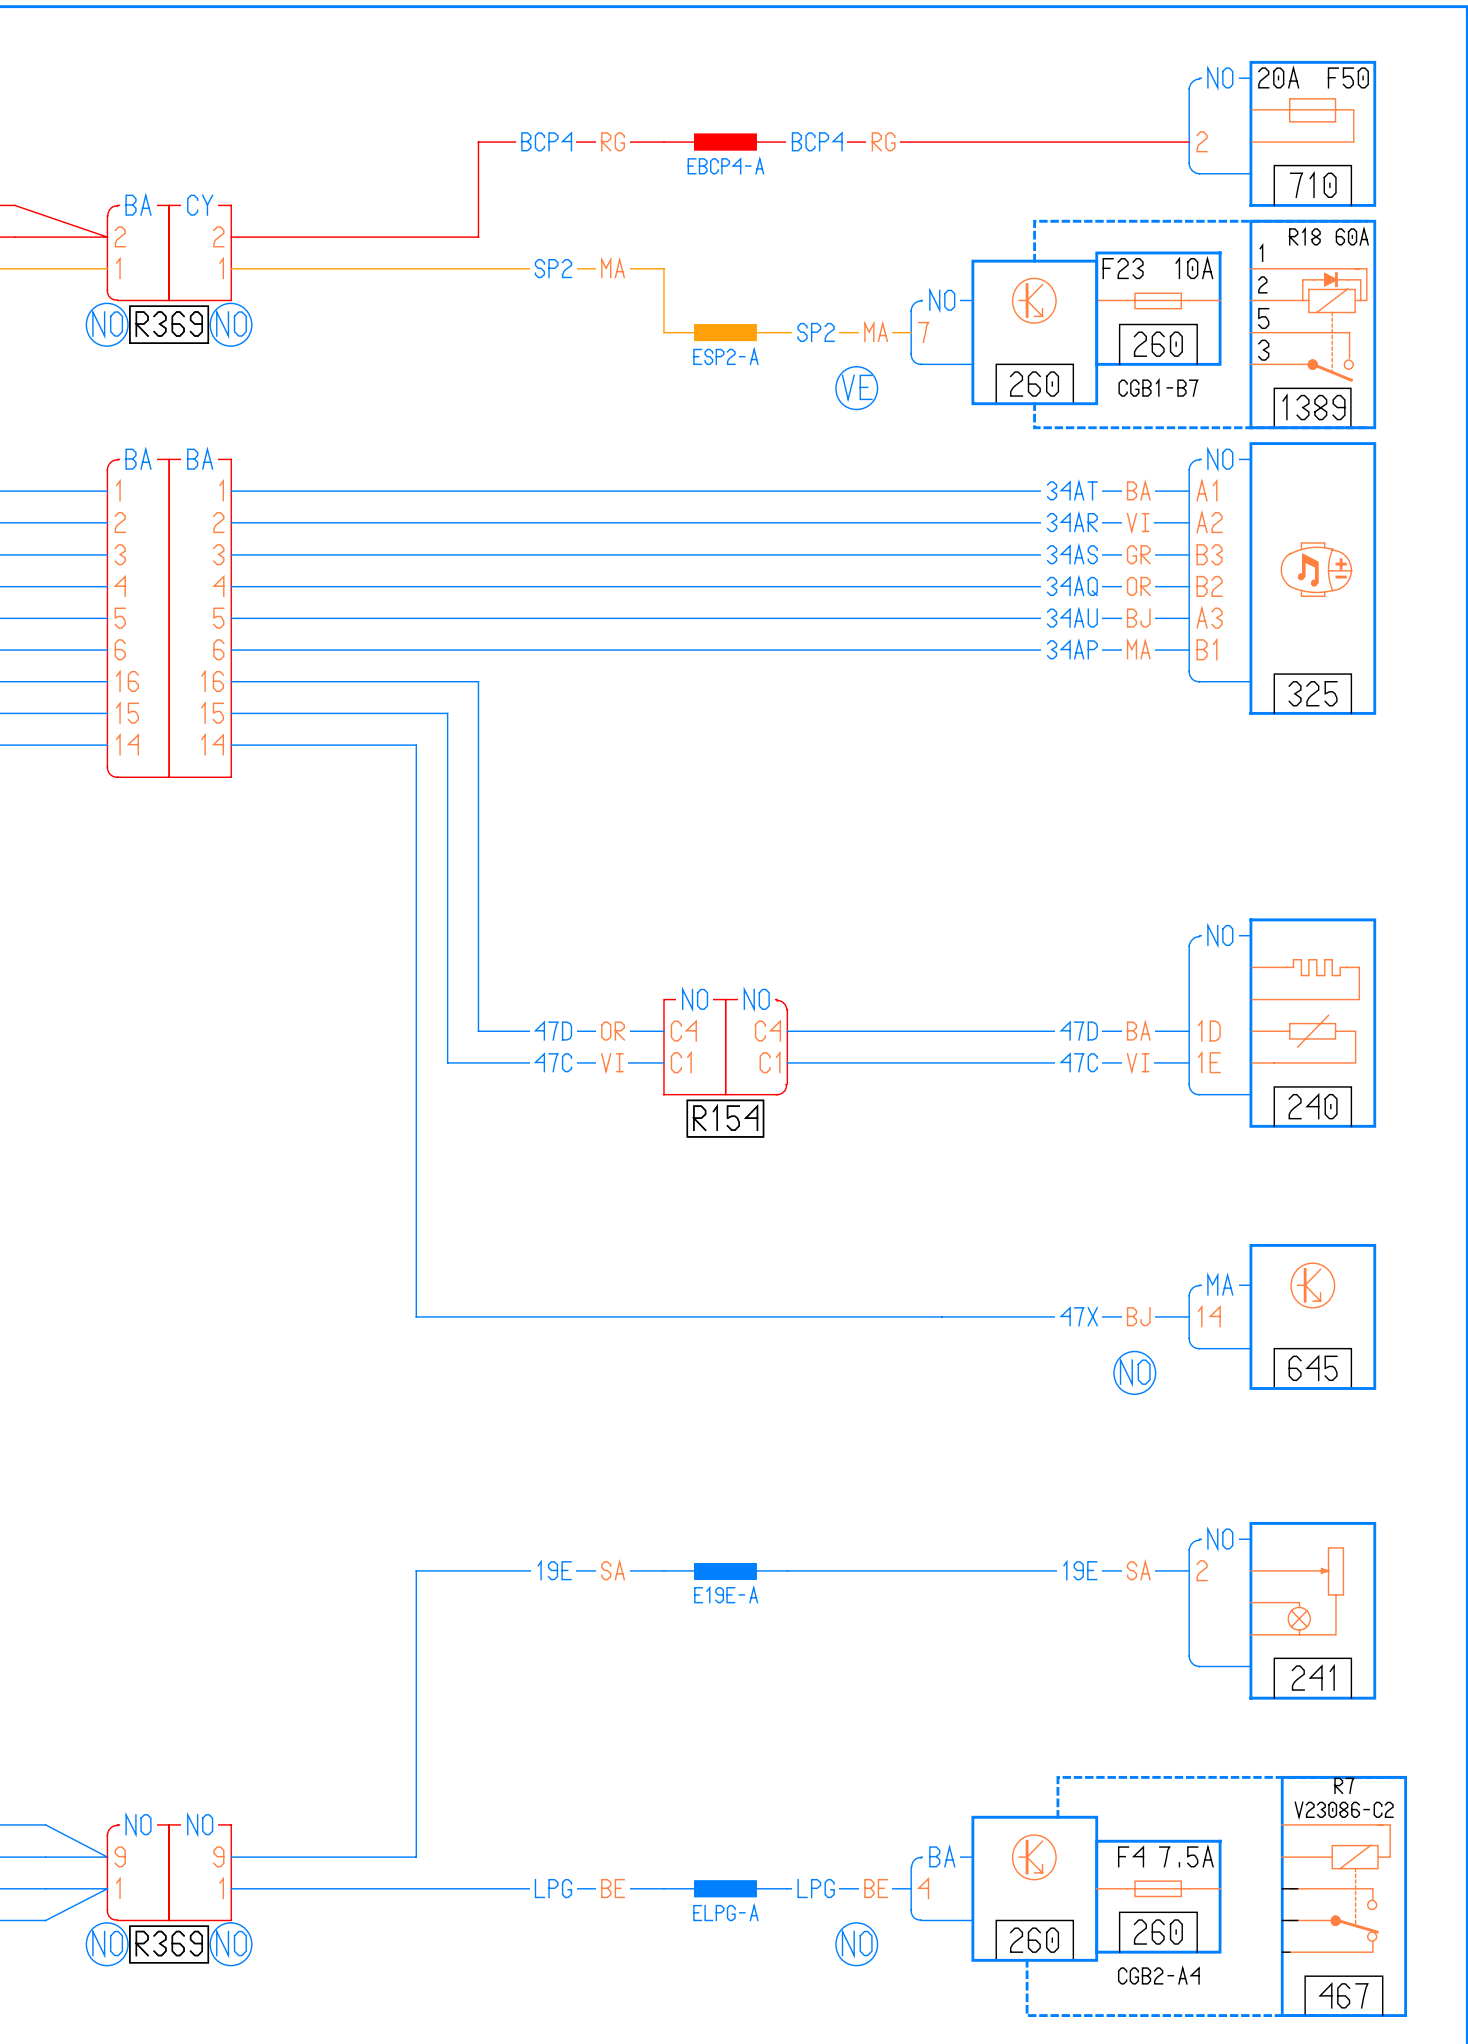 NO 20A F50
BCP4 RG BCP4 RG 2
EBCP4-A
710
BA CY
2 2
1 1 SP2 MA
NO R369 NO
R18 60A
1
2
5
3
1389
F23 10A
NO
260
SP2 MA 7
ESP2-A
VE
260
CGB1-B7
BA BA NO
1 1 34AT BA A1
2 2 34AR VI A2
3 3 34AS GR B3
4 4 34AQ OR B2
5 5 34AU BJ A3
6 6 34AP MA B1
16 16
325
15 15
14 14
NO
NO NO
47D OR C4 C4 47D BA 1D
47C VI C1 C1 47C VI 1E
R154
240
MA
47X BJ 14
NO
645
NO
19E SA 19E SA 2
E19E-A
241
R7
V23086-C2
NO NO
9 9
BA F4 7.5A
1 1 LPG BE LPG BE 4
ELPG-A
260
NO R369 NO
NO
260
CGB2-A4
467